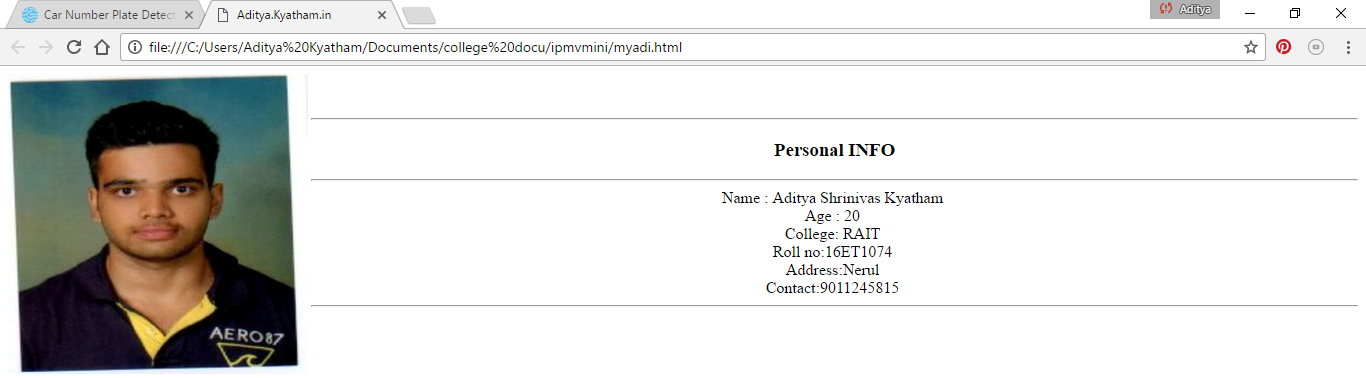 Car Number Plate Detect
Aditya.Kyatham.in
Aditya
file:///C:/Users/Aditya%20Kyatham/Documents/college%20docu/ipmvmini/myadi.html
Personal INFO
Name : Aditya Shrinivas Kyatham
Age : 20
College: RAIT
Roll no:16ET1074
Address:Nerul
Contact:9011245815
AERO87